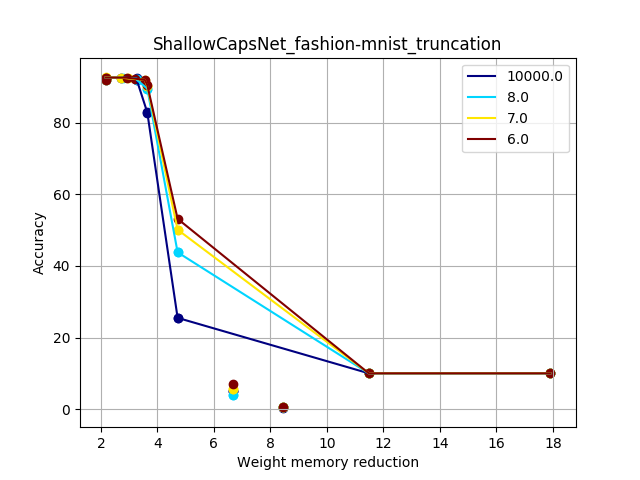 ShallowCapsNet_fashion-mnist_truncation
10000.0
8.0
7.0
6.0
Accuracy
80
60
40
20
0
2 4 6 8 10 12 14 16 18
Weight memory reduction